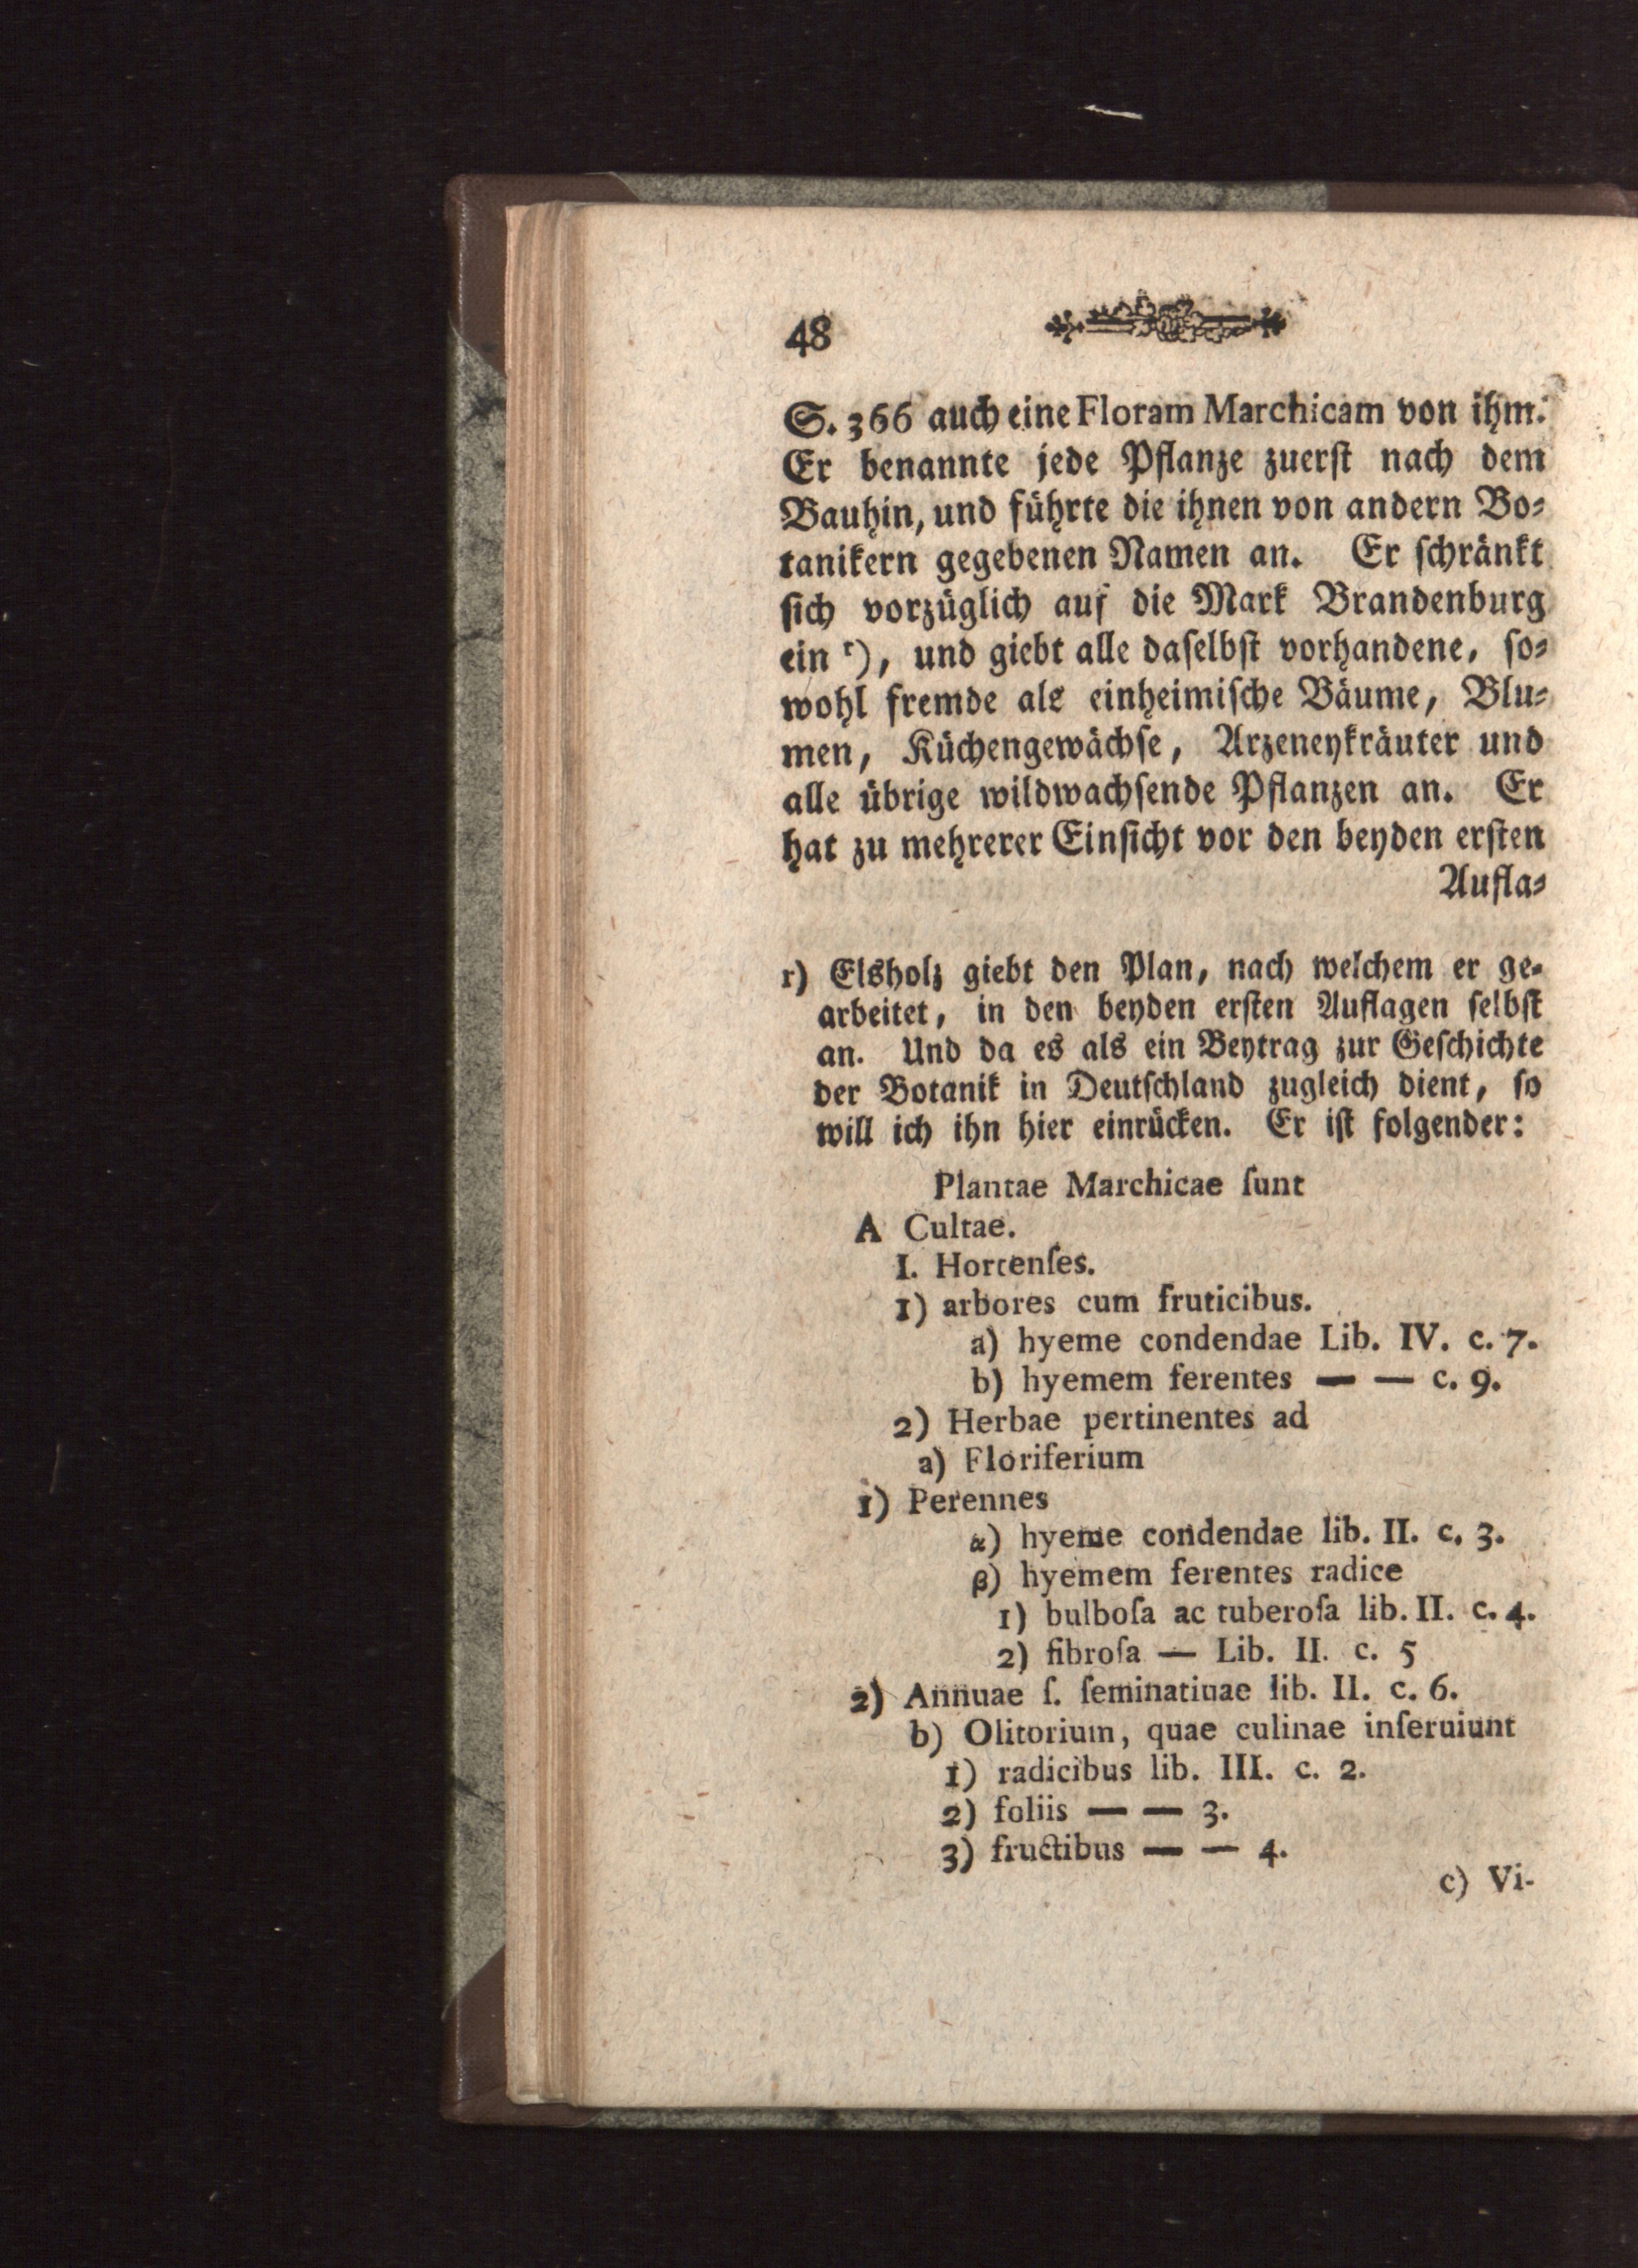 48
S. 366 auch eine Floram Marchicam von ihm.
Er benannte jede Pflanze zuerſt nach dem
Bauhin, und führte die ihnen von andern Bo⸗
tanikern gegebenen Namen an. Er ſchränkt
ſich vorzüglich auf die Mark Brandenburg
ein r), und giebt alle daſelbſt vorhandene, ſo⸗
wohl fremde als einheimiſche Bäume, Blu⸗
men, Küchengewächſe, Arzeneykräuter und
alle übrige wildwachſende Pflanzen an. Er
hat zu mehrerer Einſicht vor den beyden erſten
Aufla⸗
r) Elsholz giebt den Plan, nach welchem er ge⸗
arbeitet, in den beyden erſten Auflagen ſelbſt
an. Und da es als ein Beytrag zur Geſchichte
der Botanik in Deutſchland zugleich dient, ſo
will ich ihn hier einrücken. Er iſt folgender:
Plantae Marchicae ſunt
A Cultae.
I. Hortenſes.
1) arbores cum fruticibus.
a) hyeme condendae Lib. IV. c. 7.
b) hyemem ferentes — — c. 9.
2) Herbae pertinentes ad
a) Floriferium
1) Perennes
α) hyeme condendae lib. II. c. 3.
β) hyemem ferentes radice
1) bulboſa ac tuberoſa lib. II. c. 4.
2) fibroſa — Lib. II. c. 5
2) Annuae ſ. ſeminatiuae lib. II. c. 6.
b) Olitorium, quae culinae inſeruiunt
1) radicibus lib. III. c. 2.
2) foliis — — 3.
3) fructibus — — 4.
c) Vi-